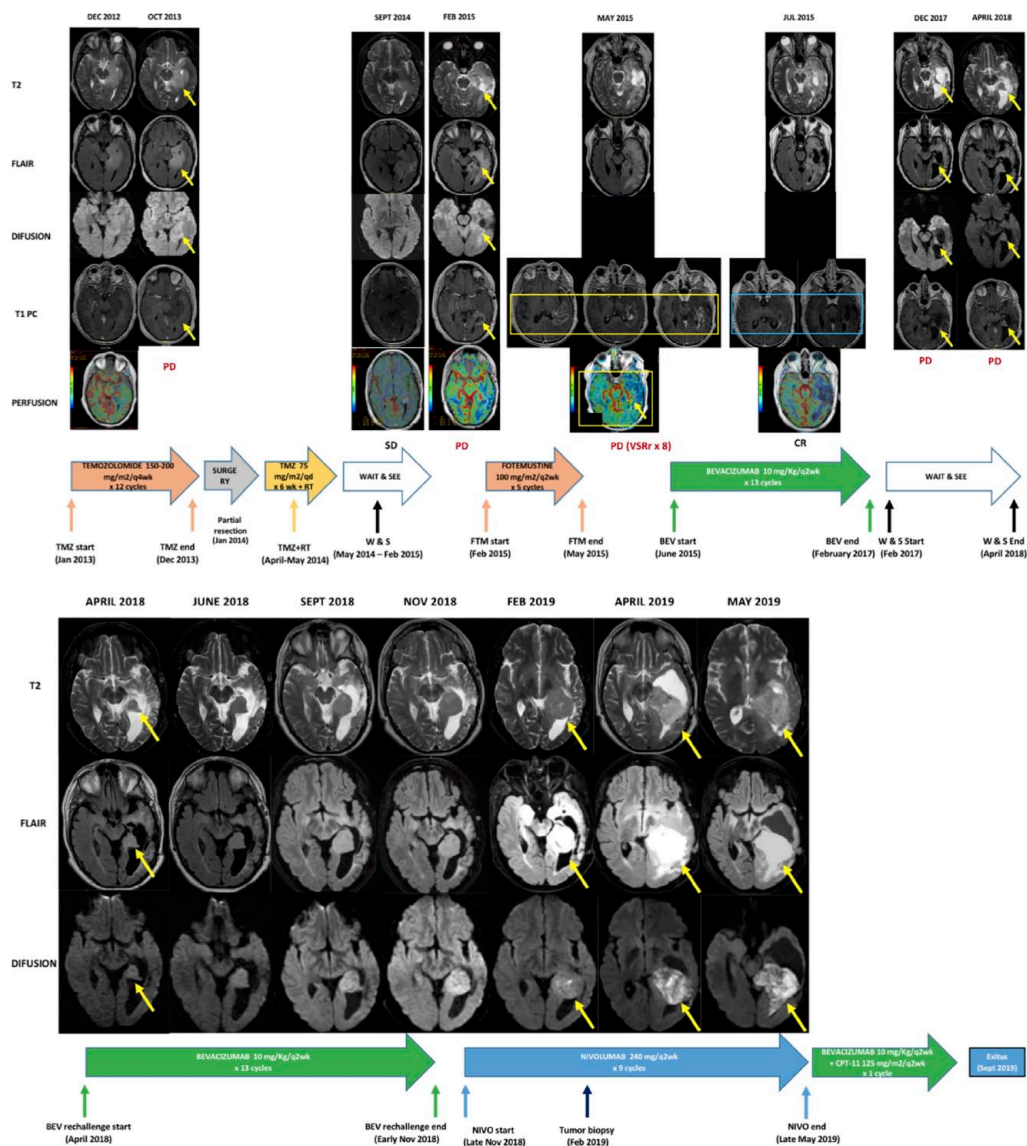 DEC 2012 OCT 2013 SEPT 2014 FEB 2015 MAY 2015 JUL 2015 DEC 2017 APRIL 2018
T2
FLAIR
DIFUSION
T1 PC
PD PD PD
PERFUSION
SD PD PD (VSRr x 8) CR
TEMOZOLOMIDE 150-200
mg/m2/q4wk
x 12 cycles
SURGE
RY
TMZ 75
mg/m2/qd
x 6 wk + RT
WAIT & SEE
FOTEMUSTINE
100 mg/m2/q2wk
x 5 cycles
BEVACIZUMAB 10 mg/Kg/q2wk
x 13 cycles
WAIT & SEE
TMZ start
(Jan 2013)
TMZ end
(Dec 2013)
Partial
resection
(Jan 2014)
TMZ+RT
(April-May 2014)
W & S
(May 2014 – Feb 2015)
FTM start
(Feb 2015)
FTM end
(May 2015)
BEV start
(June 2015)
BEV end
(February 2017)
W & S Start
(Feb 2017)
W & S End
(April 2018)
APRIL 2018 JUNE 2018 SEPT 2018 NOV 2018 FEB 2019 APRIL 2019 MAY 2019
T2
FLAIR
DIFUSION
BEVACIZUMAB 10 mg/Kg/q2wk
x 13 cycles
NIVOLUMAB 240 mg/q2wk
x 9 cycles
BEVACIZUMAB 10 mg/Kg/q2wk
+ CPT-11 125 mg/m2/q2wk
x 1 cycle
Exitus
(Sept 2019)
BEV rechallenge start
(April 2018)
BEV rechallenge end
(Early Nov 2018)
NIVO start
(Late Nov 2018)
Tumor biopsy
(Feb 2019)
NIVO end
(Late May 2019)